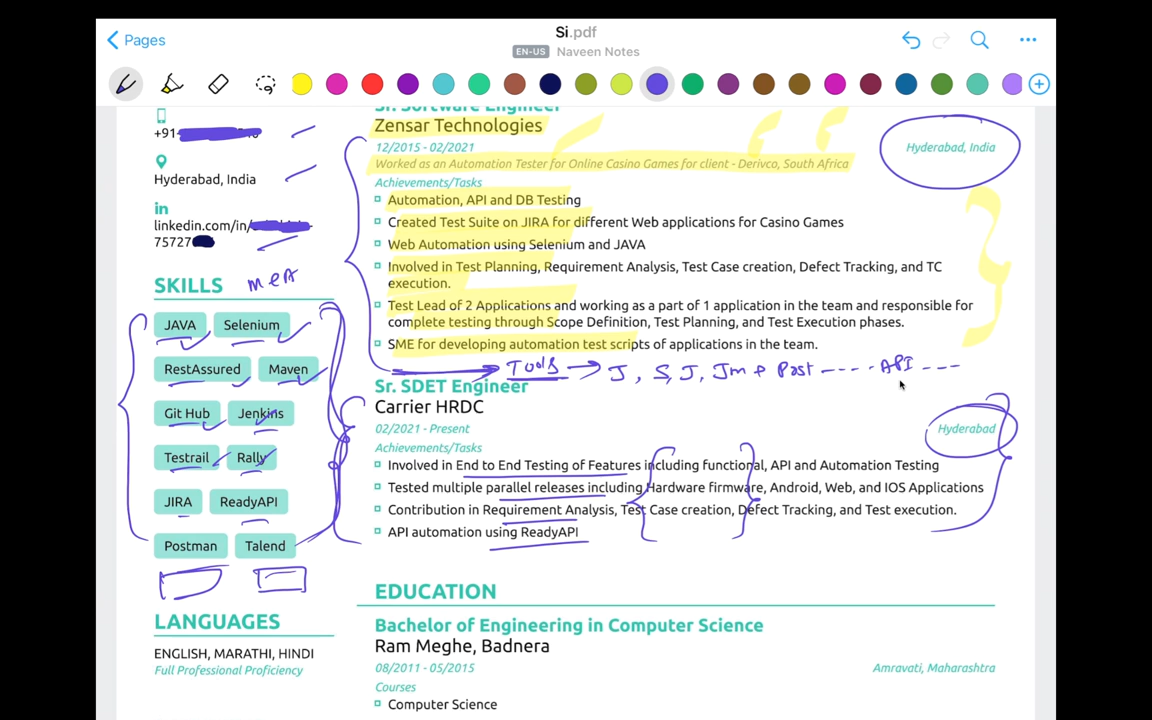 Pages
Si.pdf
EN-US Naveen Notes
Sr. Software Engineer
Zensar Technologies
12/2015 - 02/2021
Hyderabad, India
Worked as an Automation Tester for Online Casino Games for client - Derivca, South Africa
Achievements/Tasks
Automation, API and DB Testing
Created Test Suite on JIRA for different Web applications for Casino Games
Web Automation using Selenium and JAVA
Involved in Test Planning, Requirement Analysis, Test Case creation, Defect Tracking, and TC
execution.
Test Lead of 2 Applications and working as a part of 1 application in the team and responsible for
complete testing through Scope Definition, Test Planning, and Test Execution phases.
SME for developing automation test scripts of applications in the team.
Tools → J, S, J, Jm + Post ---- API ---
Sr. SDET Engineer
Carrier HRDC
02/2021 - Present
Hyderabad
Achievements/Tasks
Involved in End to End Testing of Features including functional, API and Automation Testing
Tested multiple parallel releases including Hardware firmware, Android, Web, and IOS Applications
Contribution in Requirement Analysis, Test Case creation, Defect Tracking, and Test execution.
API automation using ReadyAPI
EDUCATION
Bachelor of Engineering in Computer Science
Ram Meghe, Badnera
08/2011 - 05/2015
Amravati, Maharashtra
Courses
Computer Science
+91-
Hyderabad, India
in
linkedin.com/in/
75727
SKILLS
JAVA Selenium
RestAssured Maven
Git Hub Jenkins
Testrail Rally
JIRA ReadyAPI
Postman Talend
LANGUAGES
ENGLISH, MARATHI, HINDI
Full Professional Proficiency